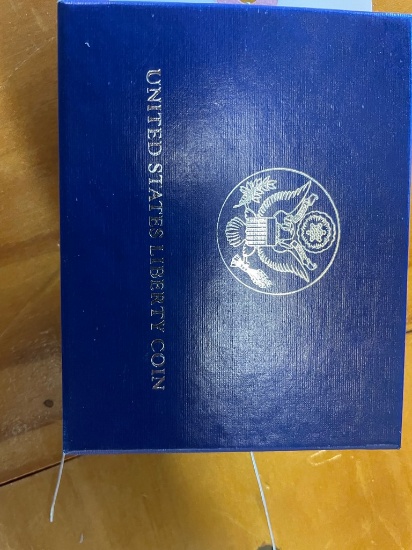 UNITED STATES LIBERTY COIN